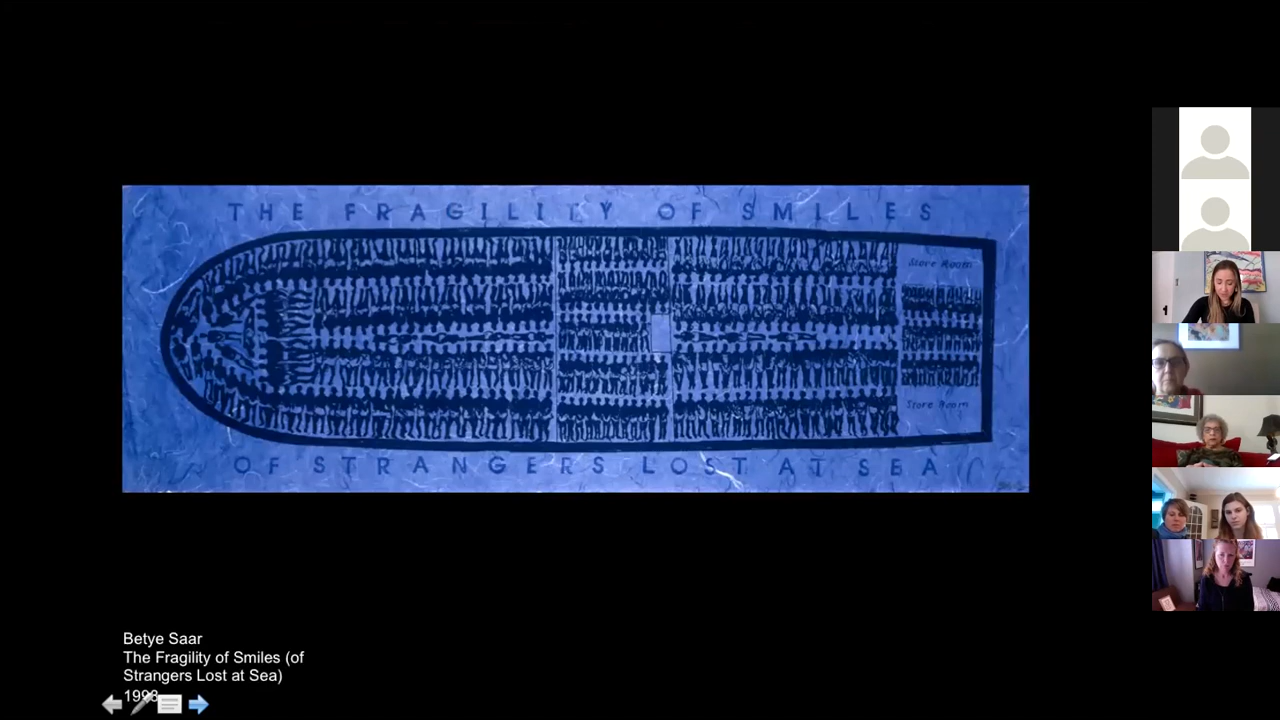 THE FRAGILITY OF SMILES
Store Room
Store Room
OF STRANGERS LOST AT SEA
Betye Saar
The Fragility of Smiles (of
Strangers Lost at Sea)